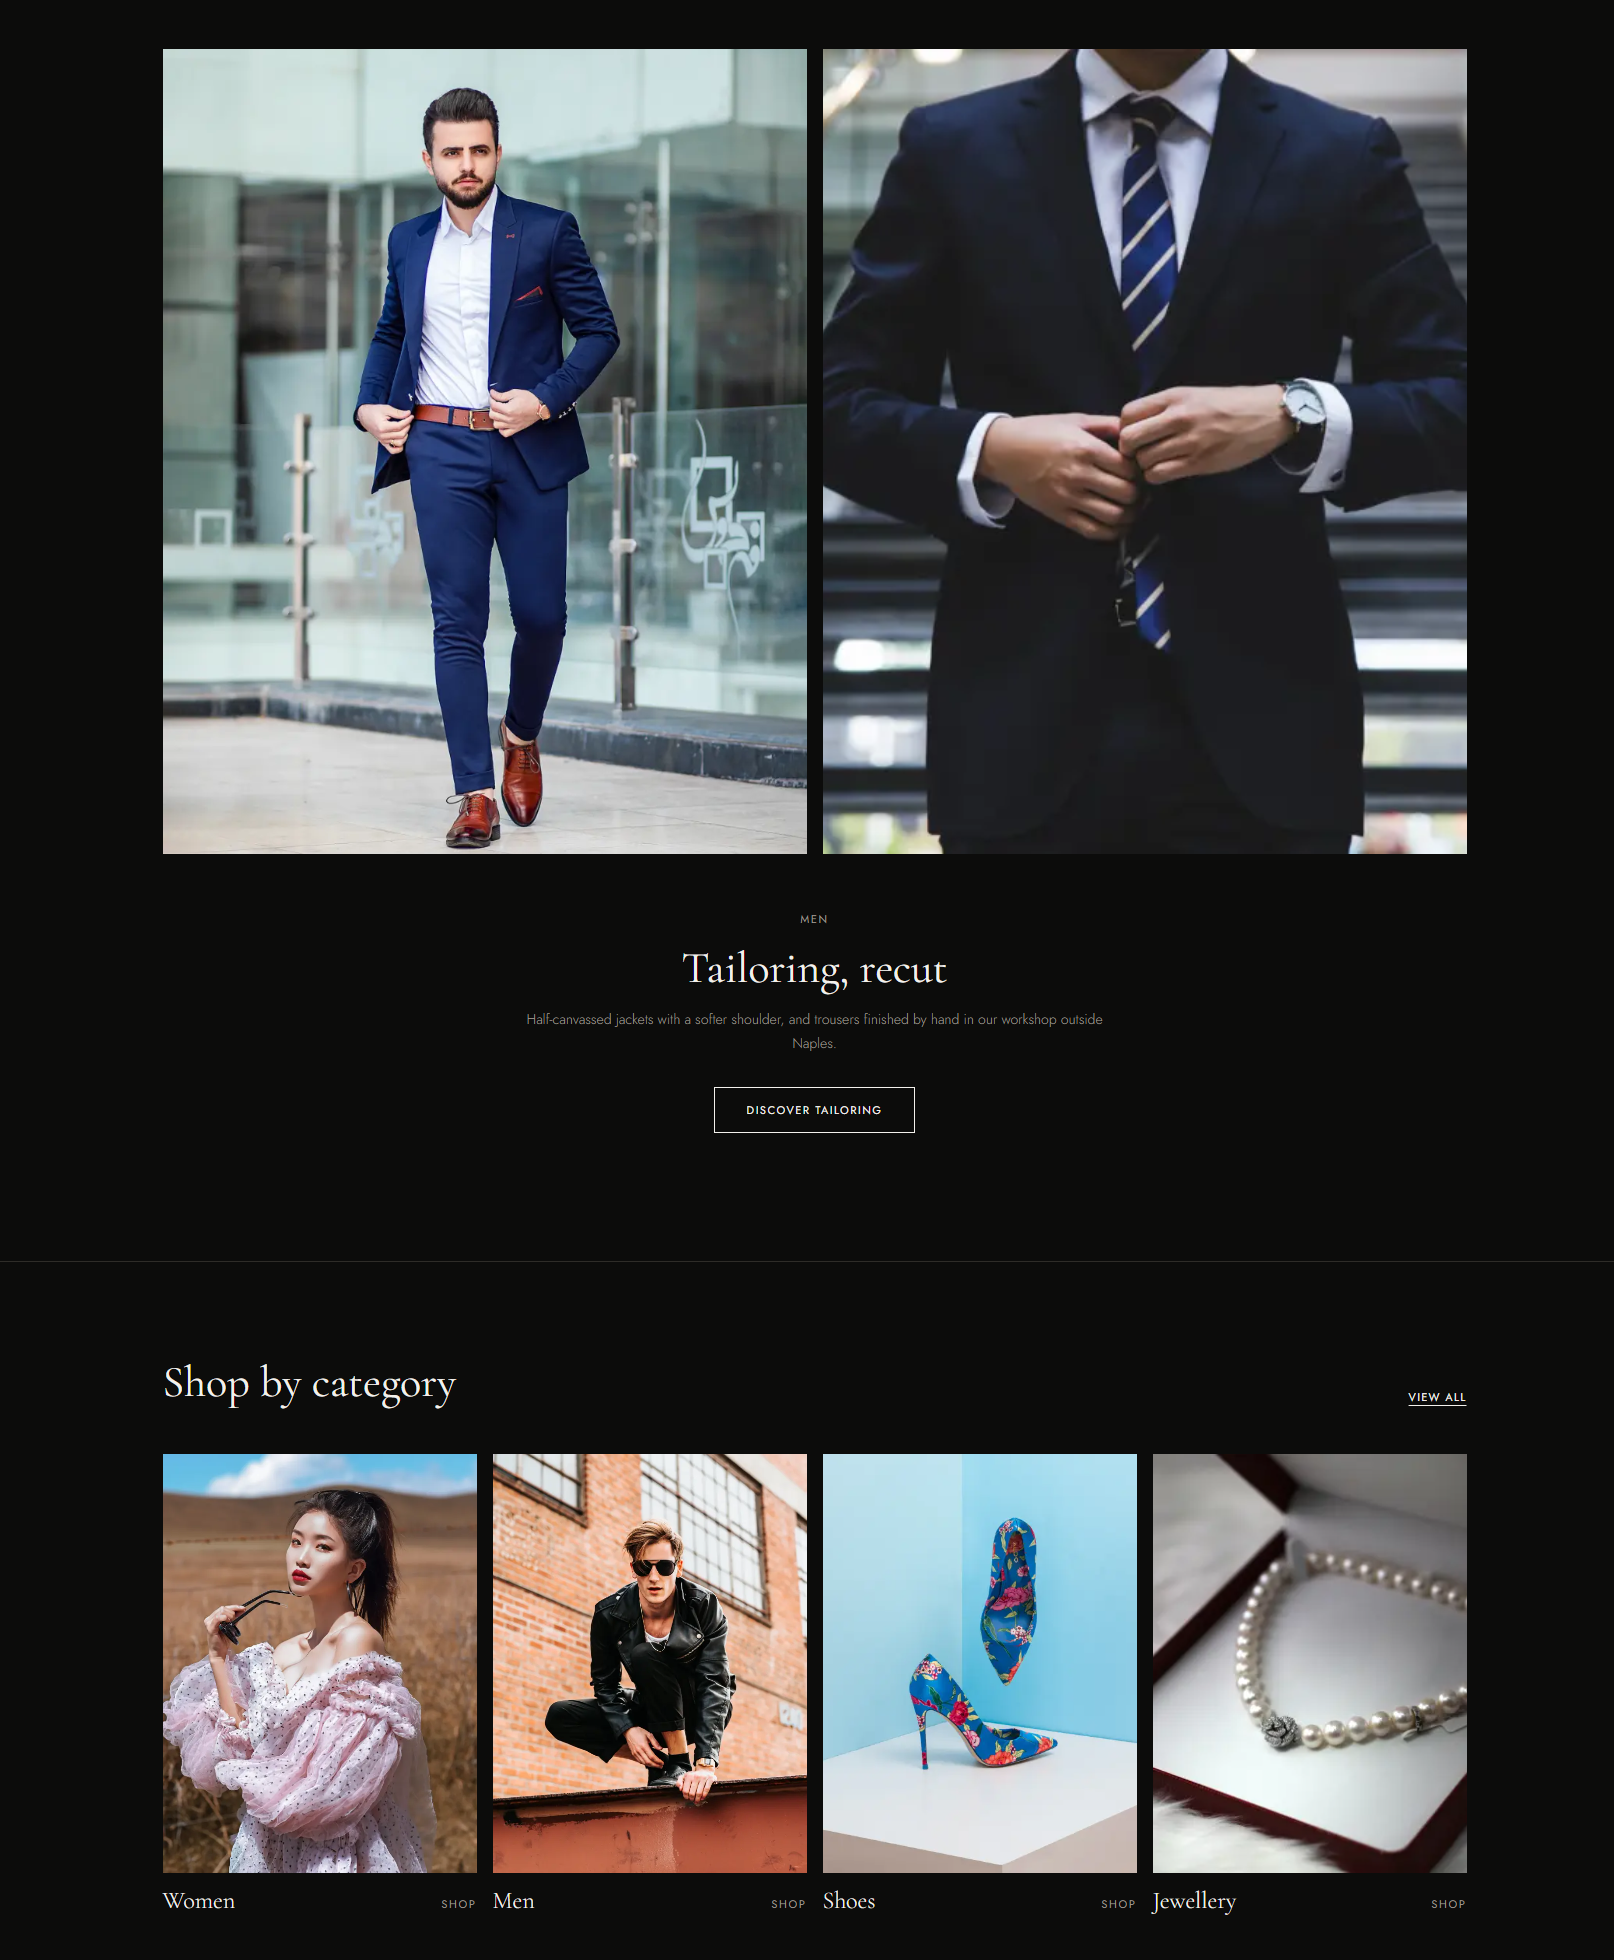 MEN
Tailoring, recut
Half-canvassed jackets with a softer shoulder, and trousers finished by hand in our workshop outside
Naples.
DISCOVER TAILORING
Shop by category
VIEW ALL
Women
SHOP
Men
SHOP
Shoes
SHOP
Jewellery
SHOP